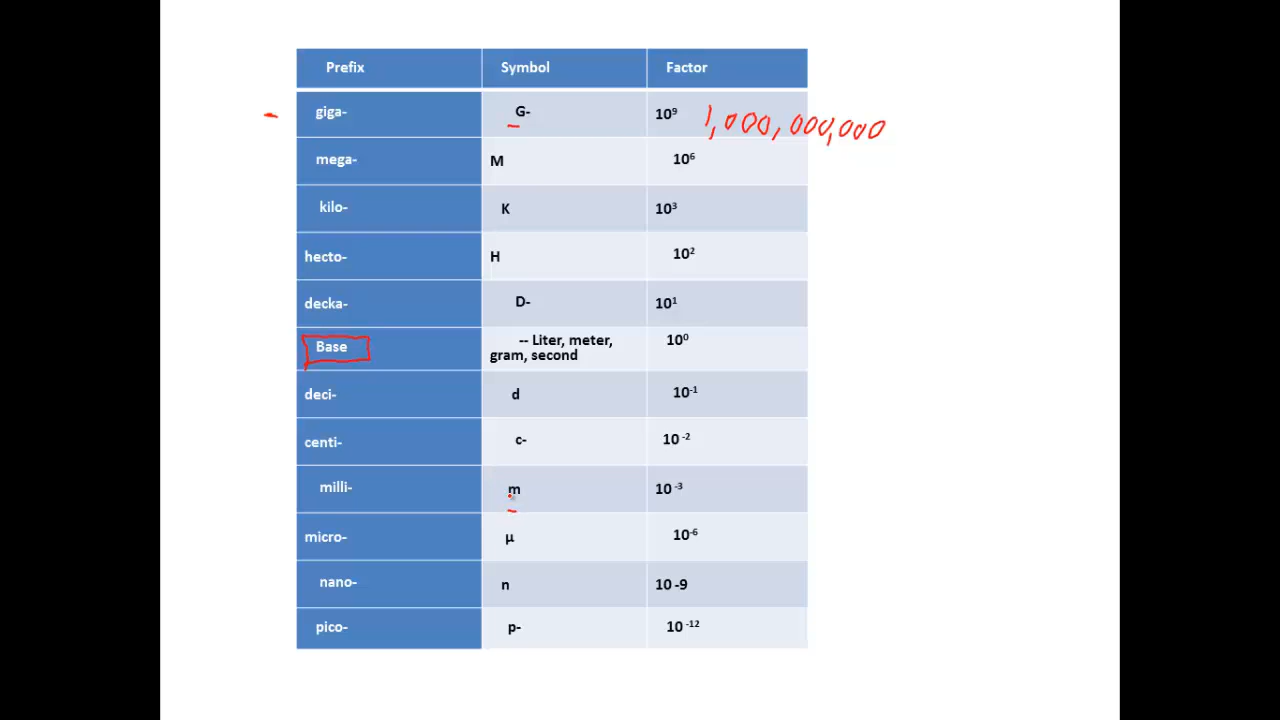 Prefix Symbol Factor
giga- G- 10⁹ 1,000,000,000
mega- M 10⁶
kilo- K 10³
hecto- H 10²
decka- D- 10¹
Base -- Liter, meter, gram, second 10⁰
deci- d 10⁻¹
centi- c- 10 ⁻²
milli- m 10 ⁻³
micro- µ 10⁻⁶
nano- n 10 -9
pico- p- 10 ⁻¹²